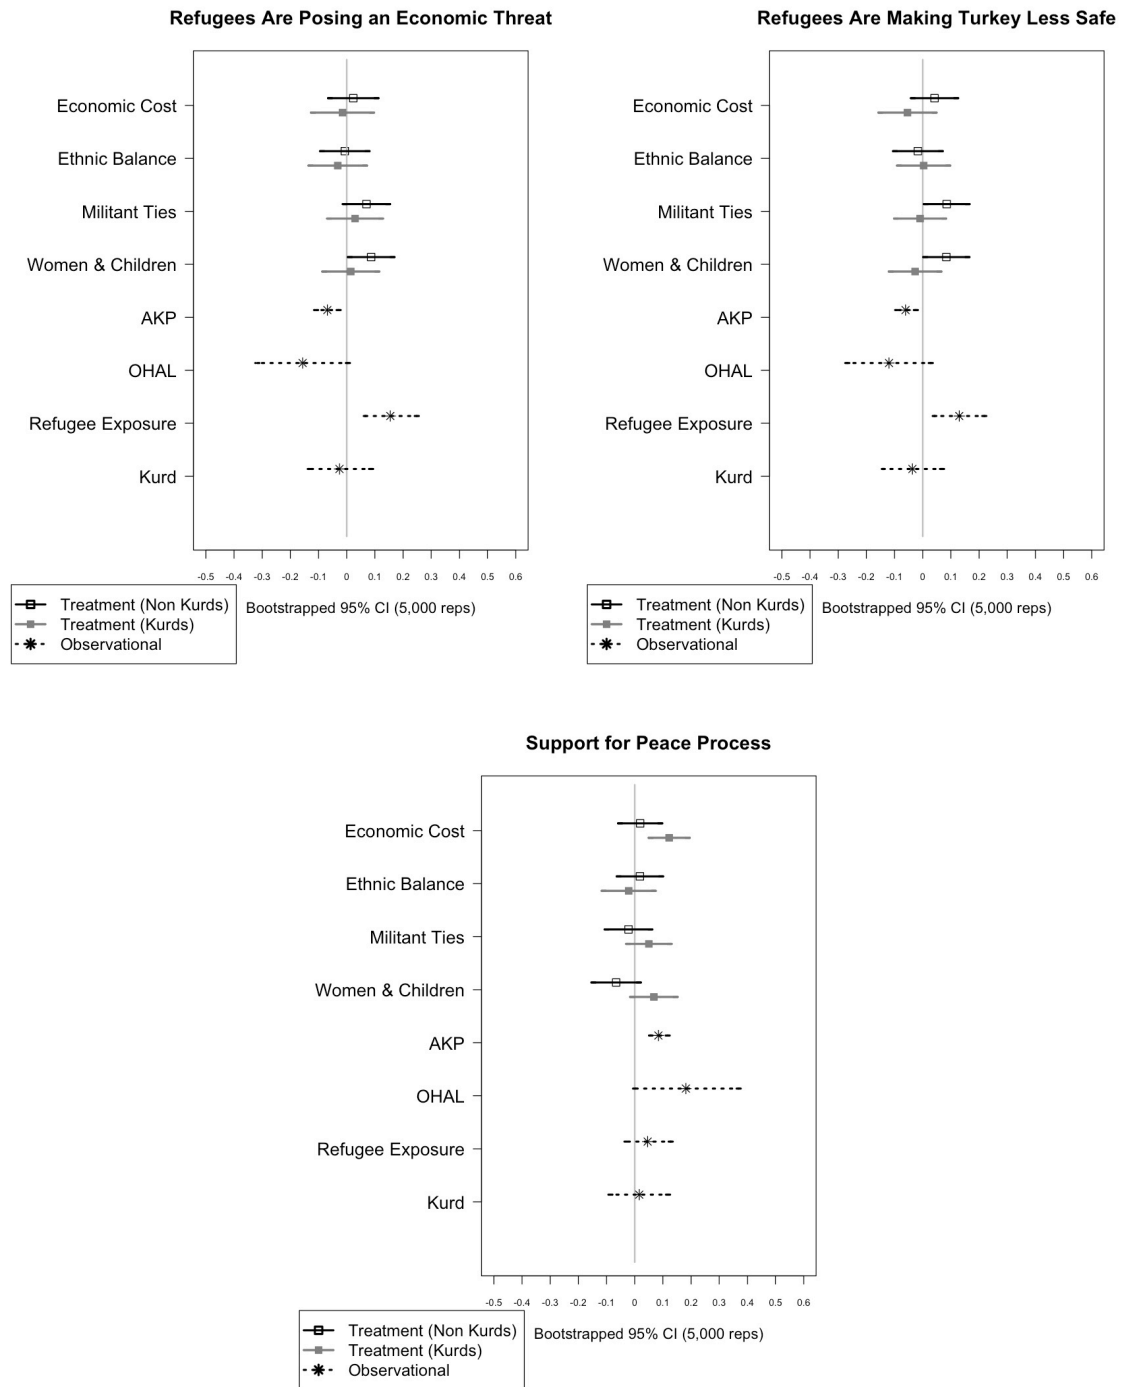 Refugees Are Posing an Economic Threat
Economic Cost
Ethnic Balance
Militant Ties
Women & Children
AKP
OHAL
Refugee Exposure
Kurd
-0.5 -0.4 -0.3 -0.2 -0.1 0 0.1 0.2 0.3 0.4 0.5 0.6
Bootstrapped 95% CI (5,000 reps)
Treatment (Non Kurds)
Treatment (Kurds)
Observational
Refugees Are Making Turkey Less Safe
Economic Cost
Ethnic Balance
Militant Ties
Women & Children
AKP
OHAL
Refugee Exposure
Kurd
-0.5 -0.4 -0.3 -0.2 -0.1 0 0.1 0.2 0.3 0.4 0.5 0.6
Bootstrapped 95% CI (5,000 reps)
Treatment (Non Kurds)
Treatment (Kurds)
Observational
Support for Peace Process
Economic Cost
Ethnic Balance
Militant Ties
Women & Children
AKP
OHAL
Refugee Exposure
Kurd
-0.5 -0.4 -0.3 -0.2 -0.1 0 0.1 0.2 0.3 0.4 0.5 0.6
Bootstrapped 95% CI (5,000 reps)
Treatment (Non Kurds)
Treatment (Kurds)
Observational